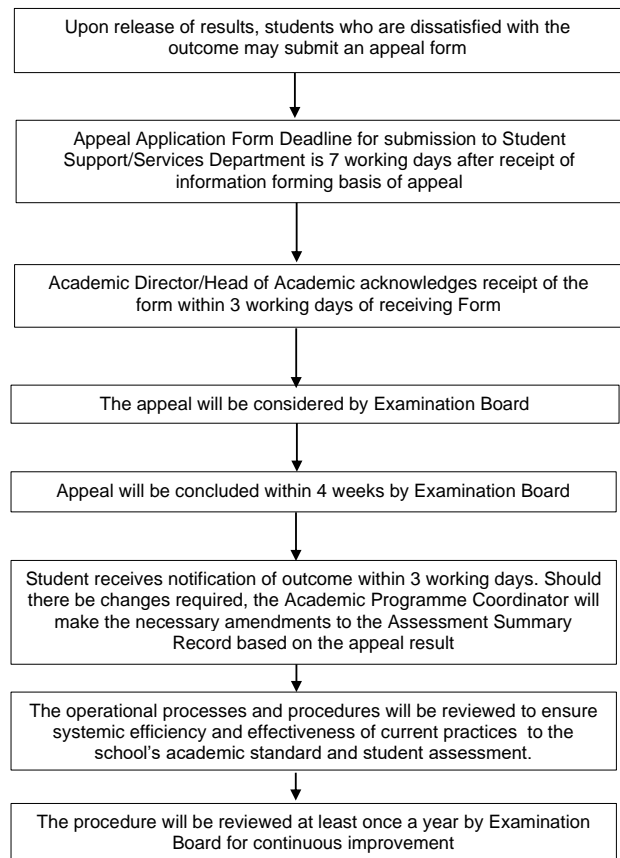 Upon release of results, students who are dissatisfied with the
outcome may submit an appeal form
Appeal Application Form Deadline for submission to Student
Support/Services Department is 7 working days after receipt of
information forming basis of appeal
Academic Director/Head of Academic acknowledges receipt of the
form within 3 working days of receiving Form
The appeal will be considered by Examination Board
Appeal will be concluded within 4 weeks by Examination Board
Student receives notification of outcome within 3 working days. Should
there be changes required, the Academic Programme Coordinator will
make the necessary amendments to the Assessment Summary
Record based on the appeal result
The operational processes and procedures will be reviewed to ensure
systemic efficiency and effectiveness of current practices to the
school's academic standard and student assessment.
The procedure will be reviewed at least once a year by Examination
Board for continuous improvement